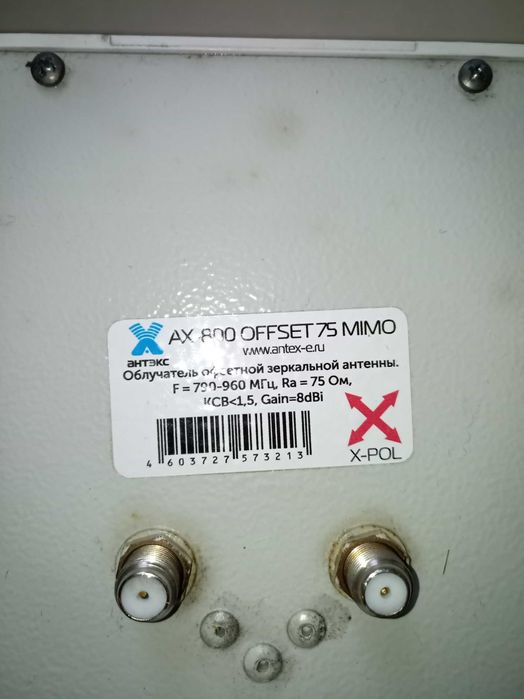 АНТЭКС
AX-800 OFFSET 75 MIMO
www.antex-e.ru
Облучатель офсетной зеркальной антенны.
F = 790-960 МГц, Ra = 75 Ом,
КСВ<1,5, Gain=8dBi
4 603727 573213
X-POL